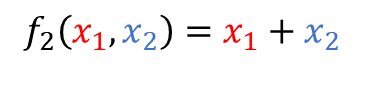 f₂(x₁, x₂) = x₁ + x₂